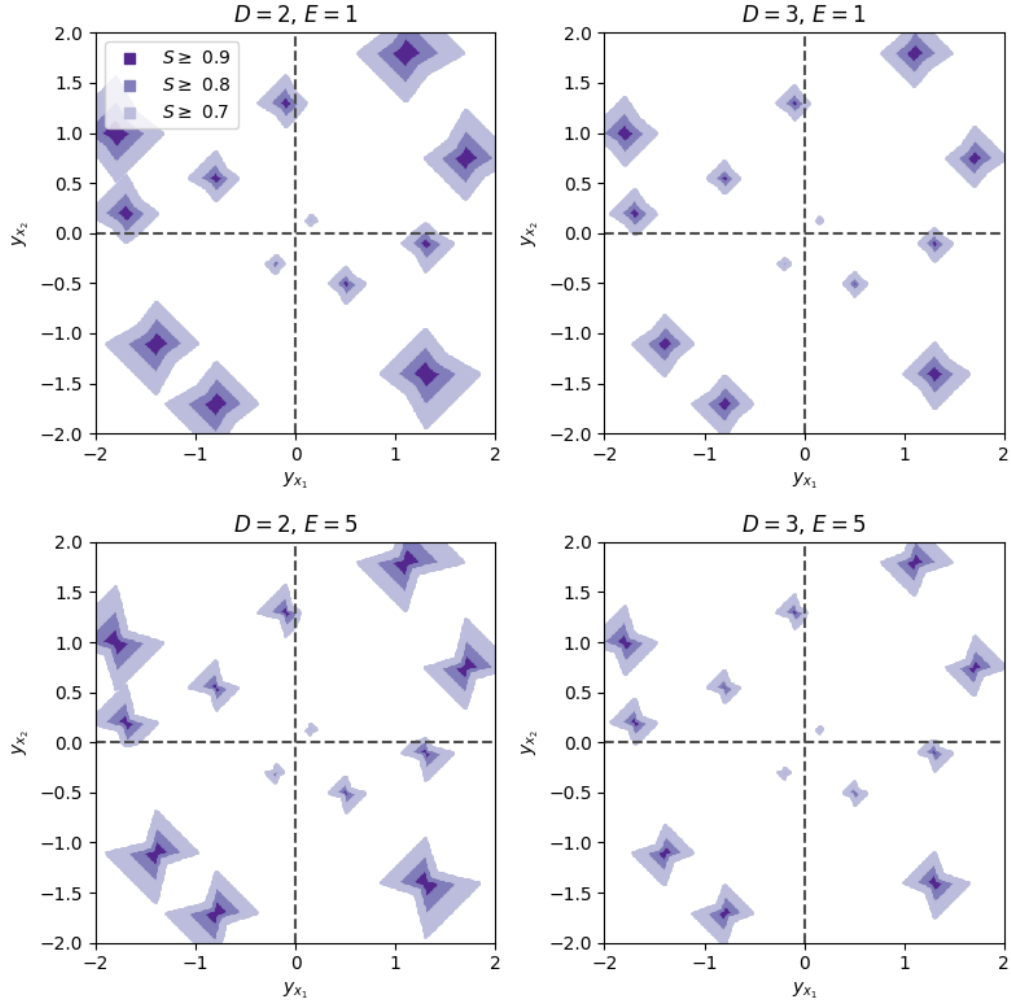 D = 2, E = 1
2.0
1.5
1.0
0.5
0.0
−0.5
−1.0
−1.5
−2.0
y_{x_2}
S ≥ 0.9
S ≥ 0.8
S ≥ 0.7
−2 −1 0 1 2
y_{x_1}
D = 3, E = 1
2.0
1.5
1.0
0.5
0.0
−0.5
−1.0
−1.5
−2.0
y_{x_2}
−2 −1 0 1 2
y_{x_1}
D = 2, E = 5
2.0
1.5
1.0
0.5
0.0
−0.5
−1.0
−1.5
−2.0
y_{x_2}
−2 −1 0 1 2
y_{x_1}
D = 3, E = 5
2.0
1.5
1.0
0.5
0.0
−0.5
−1.0
−1.5
−2.0
y_{x_2}
−2 −1 0 1 2
y_{x_1}